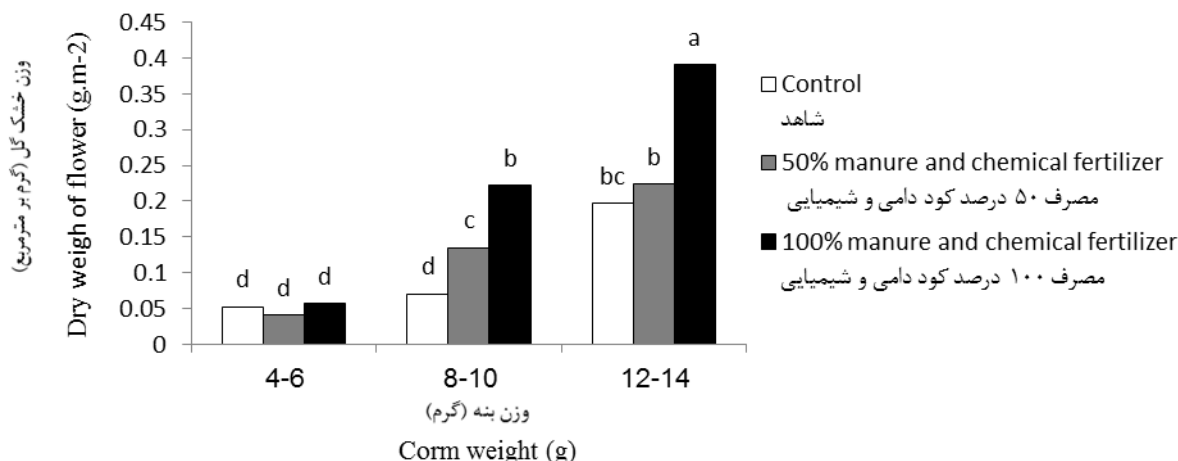 وزن خشک گل (گرم بر مترمربع)
Dry weigh of flower (g.m-2)
0.45
0.4
0.35
0.3
0.25
0.2
0.15
0.1
0.05
0
d
d
d
d
c
b
bc
b
a
4-6
8-10
12-14
وزن بنه (گرم)
Corm weight (g)
Control
شاهد
50% manure and chemical fertilizer
مصرف ۵۰ درصد کود دامی و شیمیایی
100% manure and chemical fertilizer
مصرف ۱۰۰ درصد کود دامی و شیمیایی